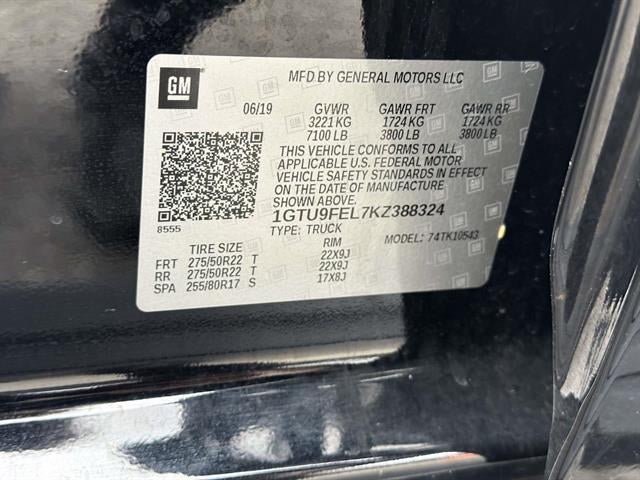 GM
MFD BY GENERAL MOTORS LLC
06/19 GVWR GAWR FRT GAWR RR
3221 KG 1724 KG 1724 KG
7100 LB 3800 LB 3800 LB
THIS VEHICLE CONFORMS TO ALL
APPLICABLE U.S. FEDERAL MOTOR
VEHICLE SAFETY STANDARDS IN EFFECT
ON THE DATE OF MANUFACTURE
SHOWN ABOVE.
1GTU9FEL7KZ388324
8555
TYPE: TRUCK MODEL: 74TK10543
TIRE SIZE RIM
FRT 275/50R22 T 22X9J
RR 275/50R22 T 22X9J
SPA 255/80R17 S 17X8J